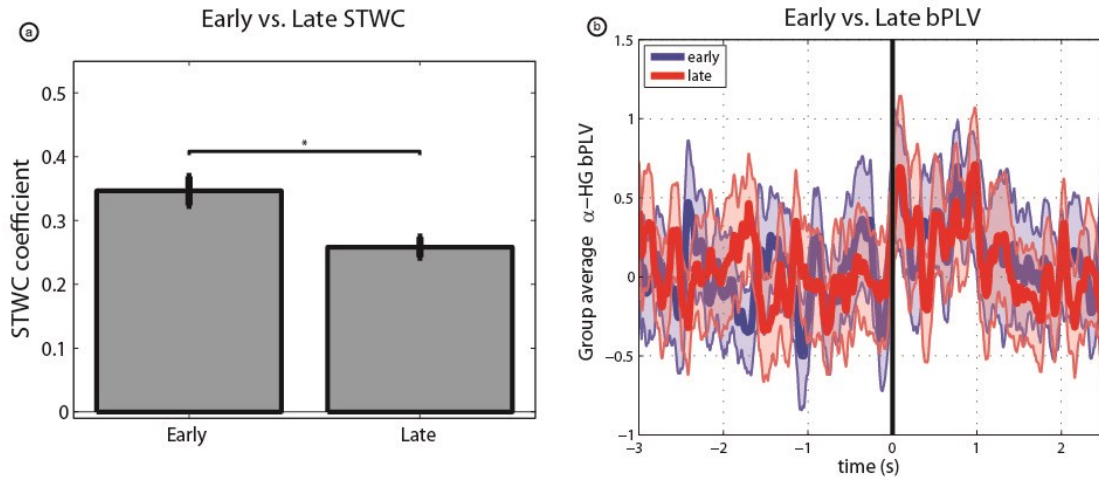 a
Early vs. Late STWC
STWC coefficient
0.5
0.4
0.3
0.2
0.1
0
*
Early
Late
b
Early vs. Late bPLV
Group average α-HG bPLV
1.5
1
0.5
0
−0.5
−1
early
late
−3
−2
−1
0
1
2
time (s)